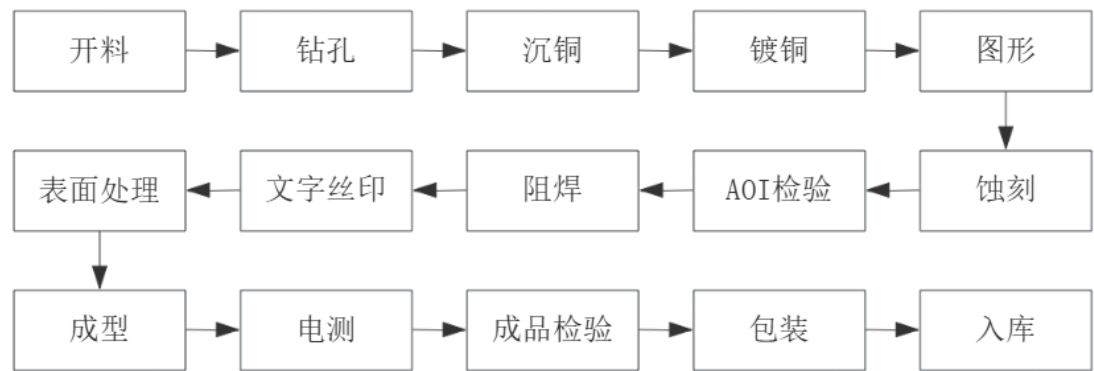 开料
钻孔
沉铜
镀铜
图形
蚀刻
AOI检验
阻焊
文字丝印
表面处理
成型
电测
成品检验
包装
入库